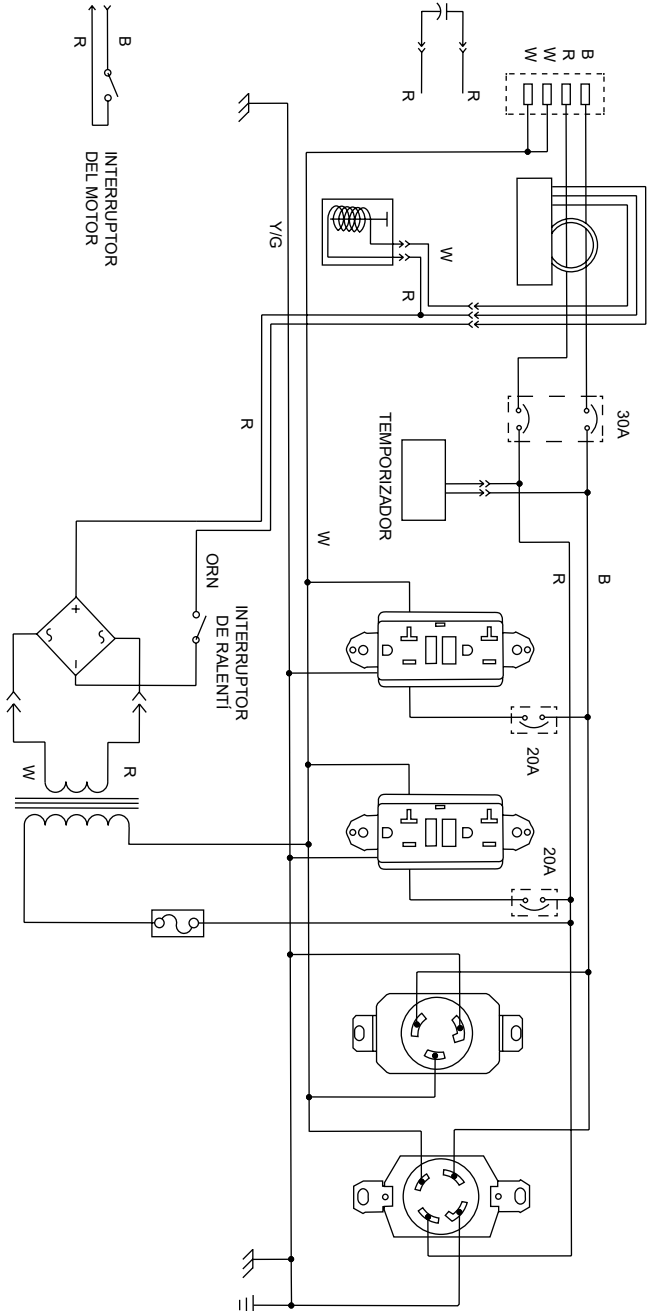 30A
B
B
R
W
W
R
20A
20A
R
W
R
R
TEMPORIZADOR
W
Y/G
R
INTERRUPTOR
DE RALENTÍ
ORN
B
R
INTERRUPTOR
DEL MOTOR
R
W